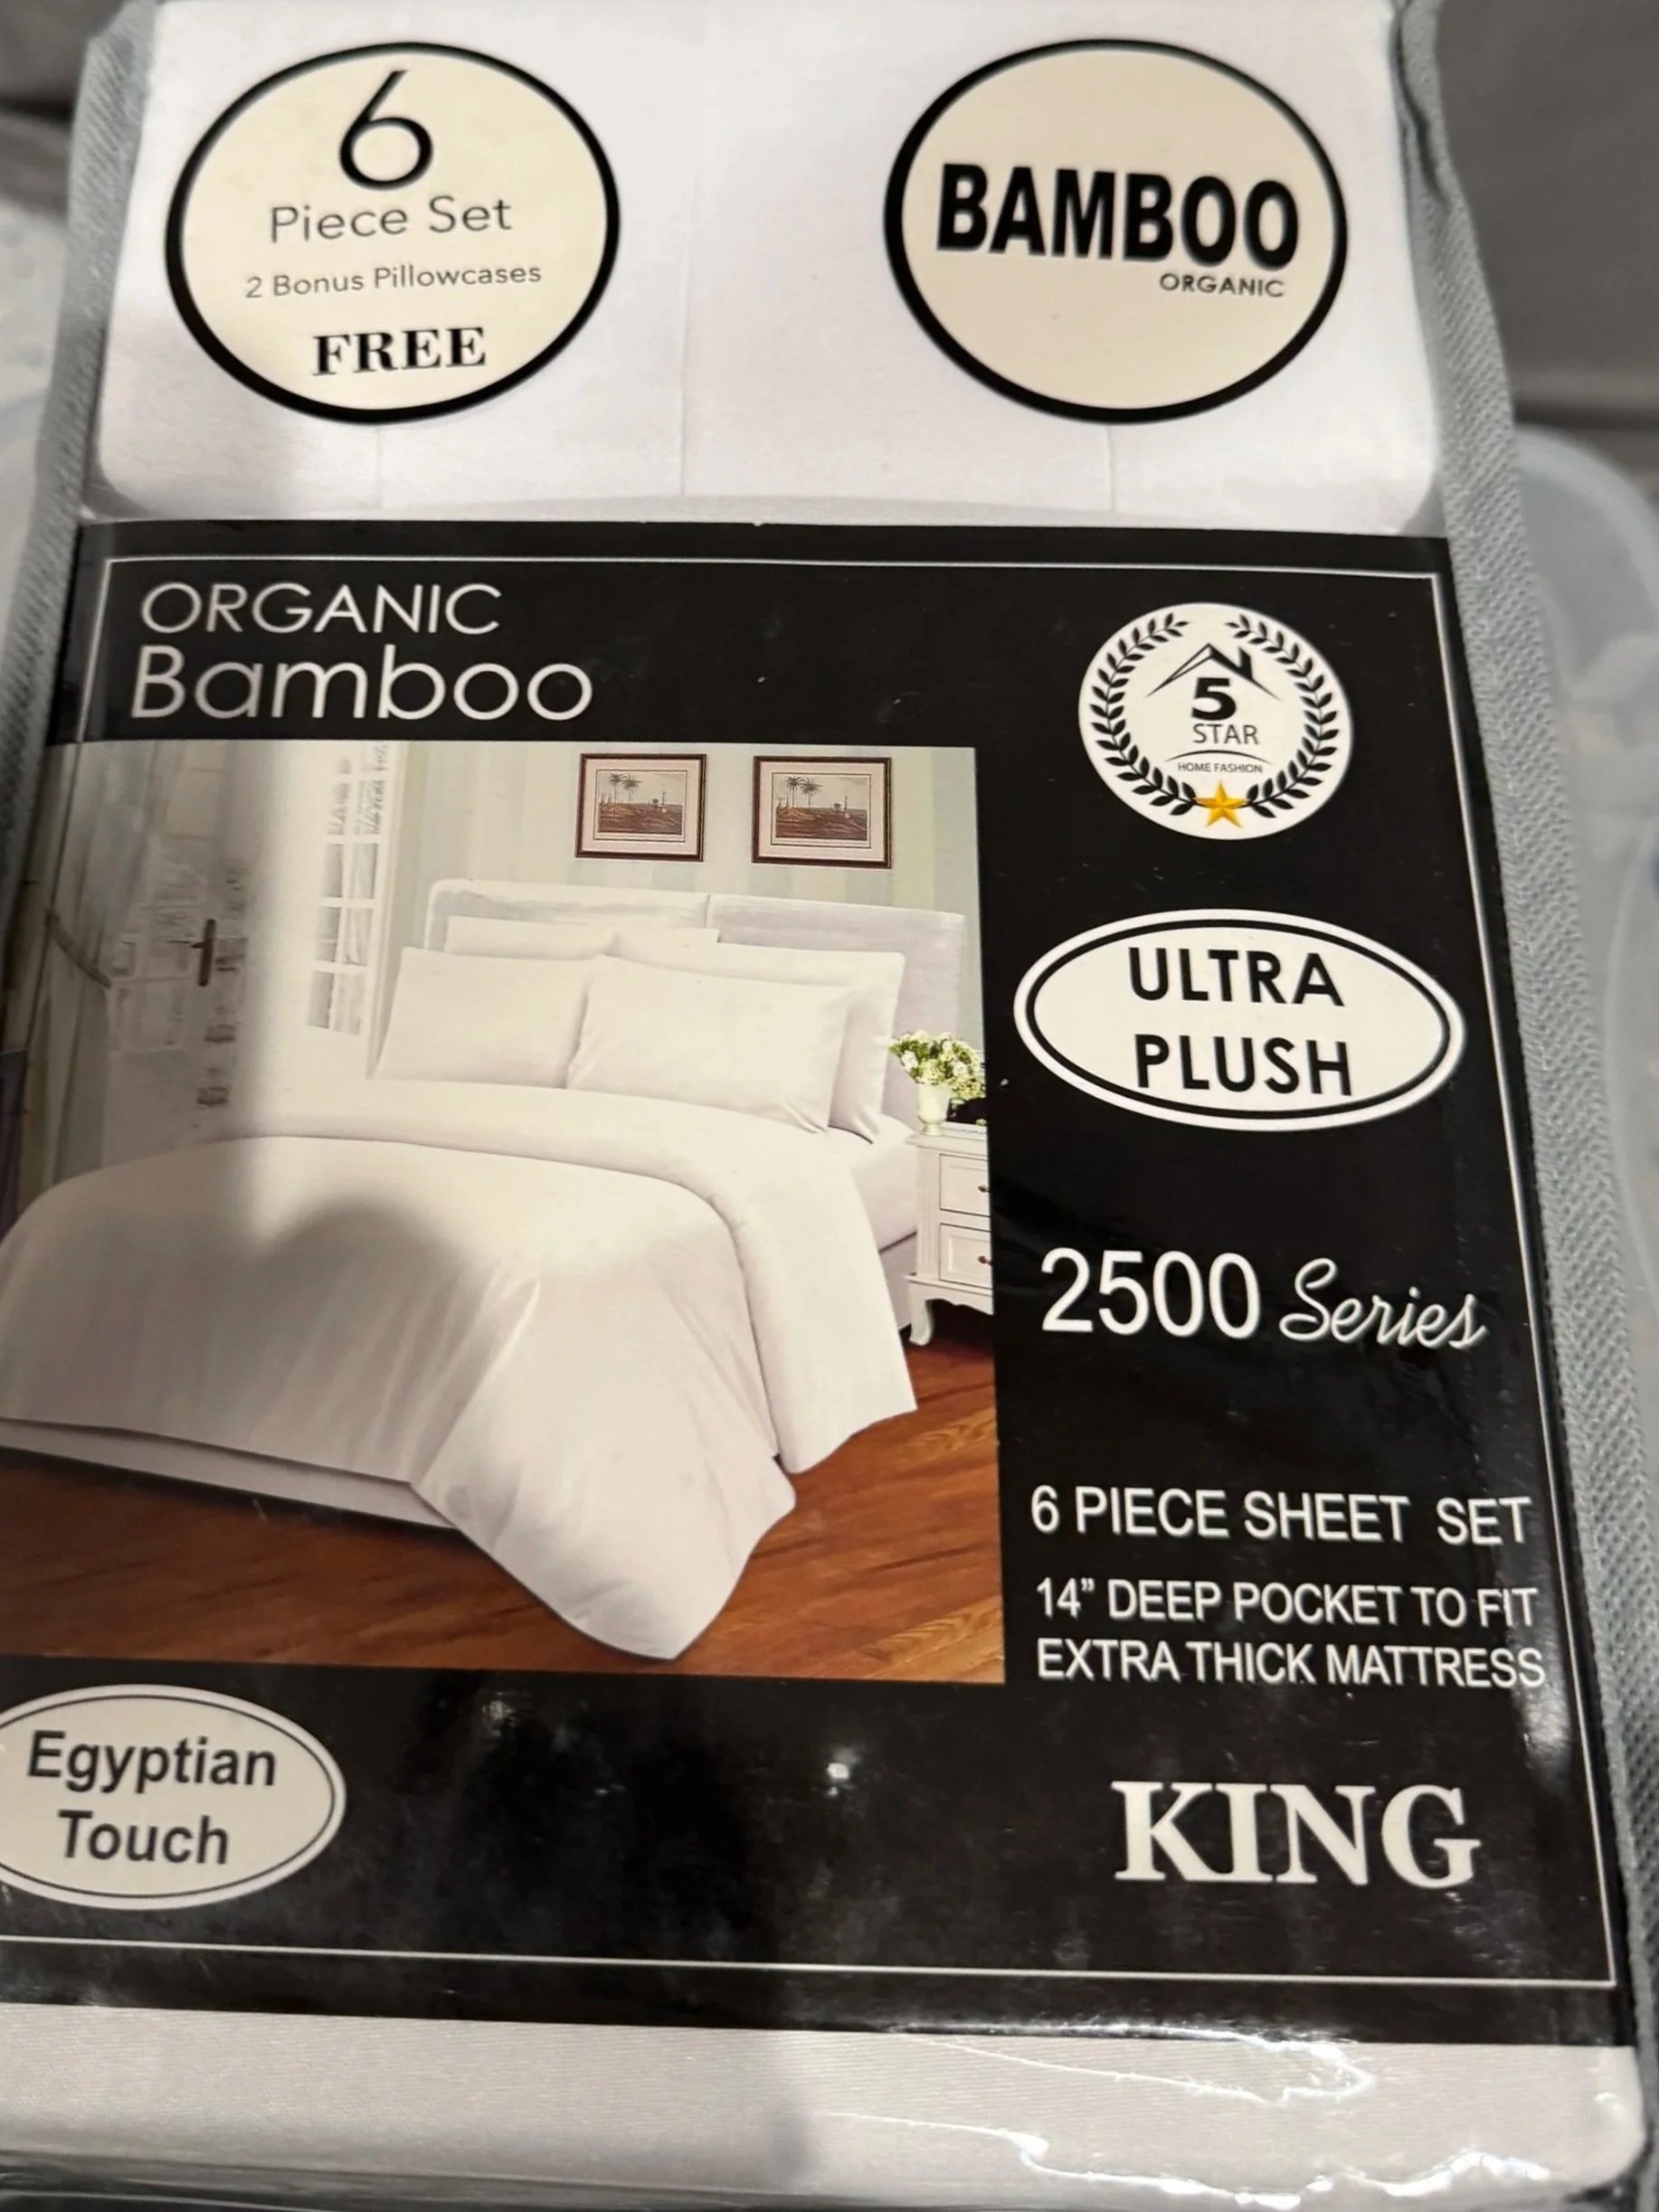 6
Piece Set
2 Bonus Pillowcases
FREE
BAMBOO
ORGANIC
ORGANIC
Bamboo
5
STAR
HOME FASHION
ULTRA
PLUSH
2500 Series
6 PIECE SHEET SET
14" DEEP POCKET TO FIT
EXTRA THICK MATTRESS
Egyptian
Touch
KING